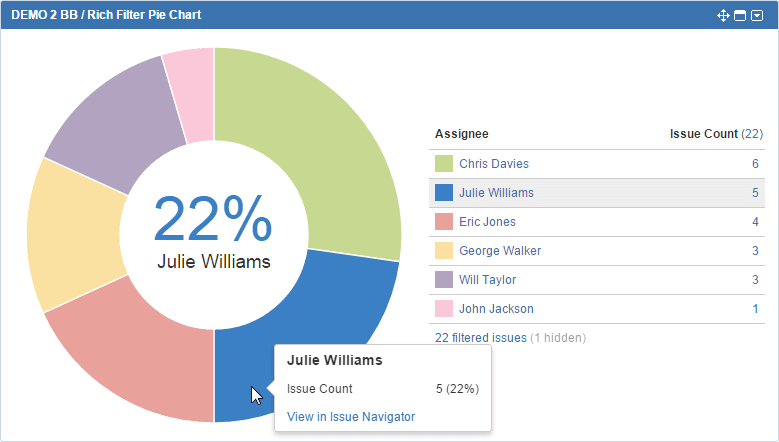 DEMO 2 BB / Rich Filter Pie Chart
22%
Julie Williams
Assignee Issue Count (22)
Chris Davies 6
Julie Williams 5
Eric Jones 4
George Walker 3
Will Taylor 3
John Jackson 1
22 filtered issues (1 hidden)
Julie Williams
Issue Count 5 (22%)
View in Issue Navigator